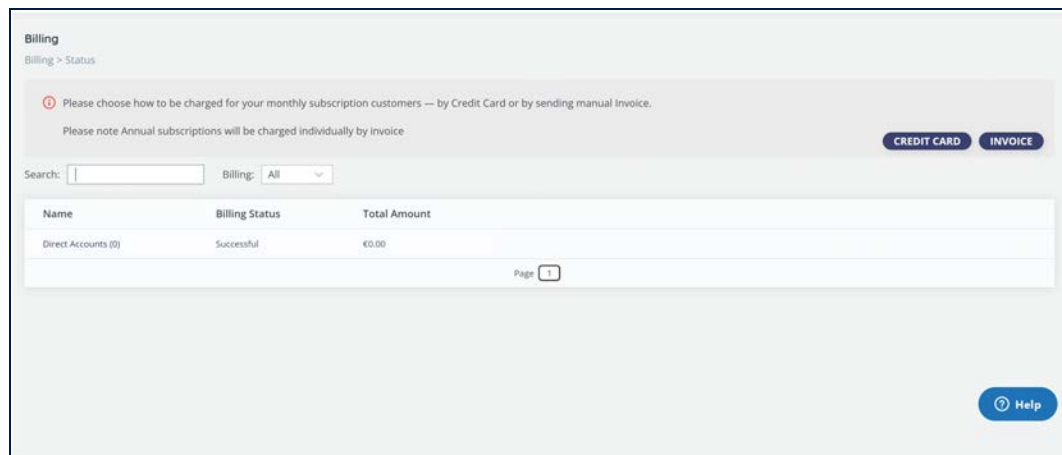 Billing
Billing > Status
Please choose how to be charged for your monthly subscription customers — by Credit Card or by sending manual Invoice.
Please note Annual subscriptions will be charged individually by invoice
CREDIT CARD INVOICE
Search: Billing: All
Name Billing Status Total Amount
Direct Accounts (0) Successful €0.00
Page 1
Help